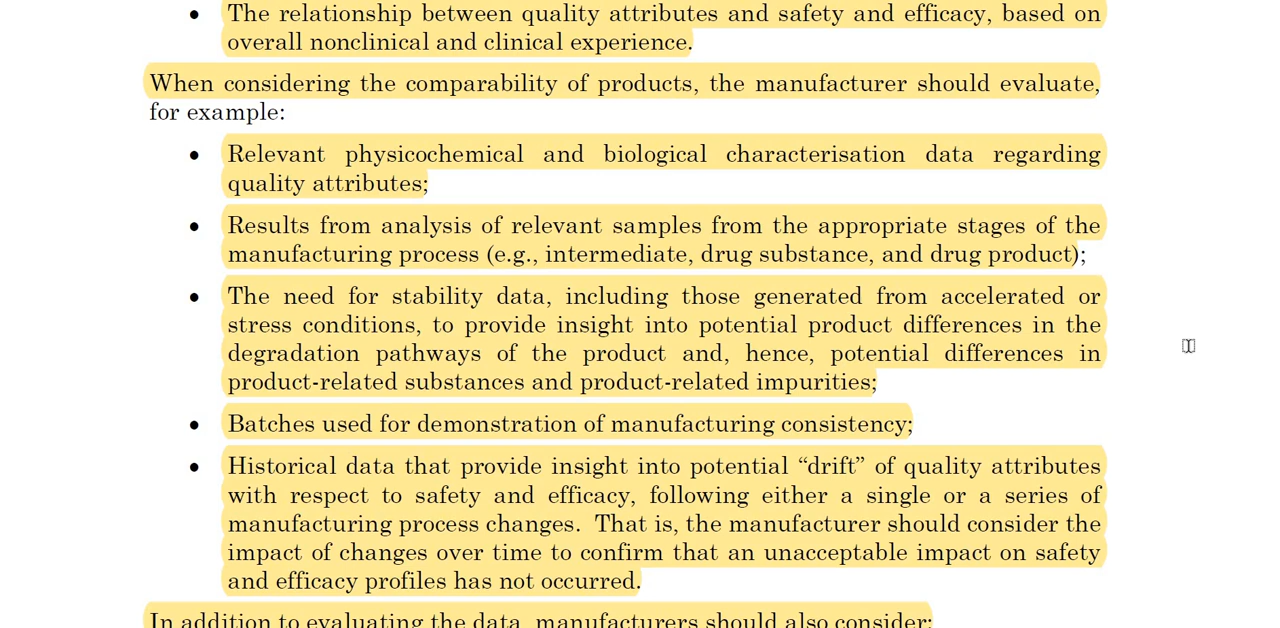 • The relationship between quality attributes and safety and efficacy, based on
overall nonclinical and clinical experience.
When considering the comparability of products, the manufacturer should evaluate,
for example:
• Relevant physicochemical and biological characterisation data regarding
quality attributes;
• Results from analysis of relevant samples from the appropriate stages of the
manufacturing process (e.g., intermediate, drug substance, and drug product);
• The need for stability data, including those generated from accelerated or
stress conditions, to provide insight into potential product differences in the
degradation pathways of the product and, hence, potential differences in
product-related substances and product-related impurities;
• Batches used for demonstration of manufacturing consistency;
• Historical data that provide insight into potential “drift” of quality attributes
with respect to safety and efficacy, following either a single or a series of
manufacturing process changes.  That is, the manufacturer should consider the
impact of changes over time to confirm that an unacceptable impact on safety
and efficacy profiles has not occurred.
In addition to evaluating the data, manufacturers should also consider: